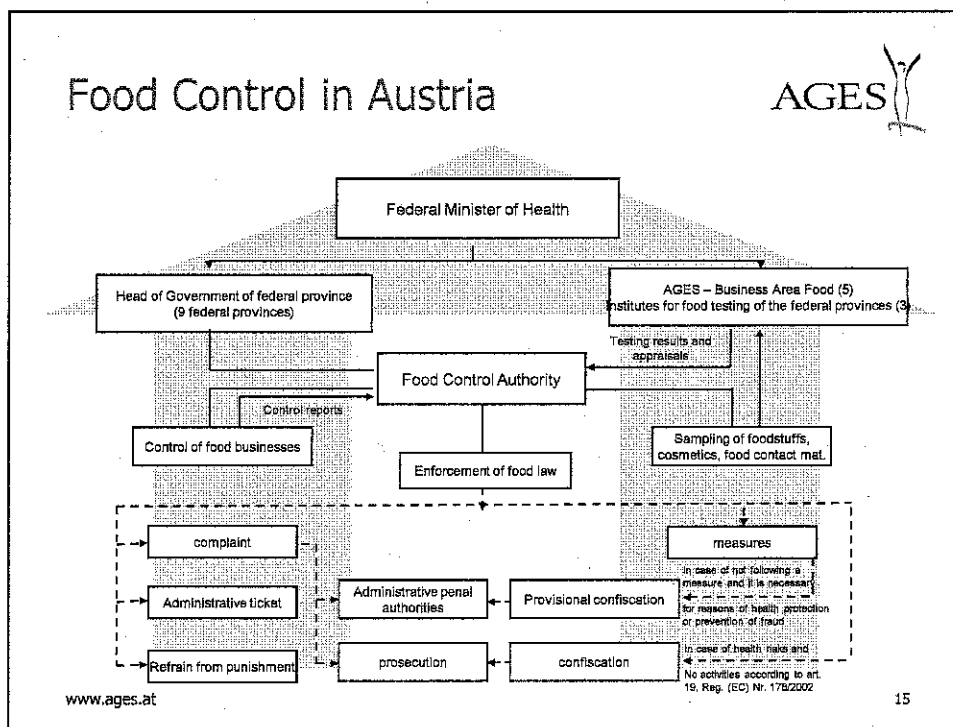 Food Control in Austria
AGES
Federal Minister of Health
Head of Government of federal province
(9 federal provinces)
AGES – Business Area Food (5)
Institutes for food testing of the federal provinces (3)
Testing results and
appraisals
Food Control Authority
Control reports
Control of food businesses
Sampling of foodstuffs,
cosmetics, food contact mat.
Enforcement of food law
complaint
measures
In case of not following a
measure and it is necessary
Administrative ticket
Administrative penal
authorities
Provisional confiscation
for reasons of health protection
or prevention of fraud
In case of health risks and
Refrain from punishment
prosecution
confiscation
No activities according to art.
19, Reg. (EC) Nr. 178/2002
www.ages.at
15